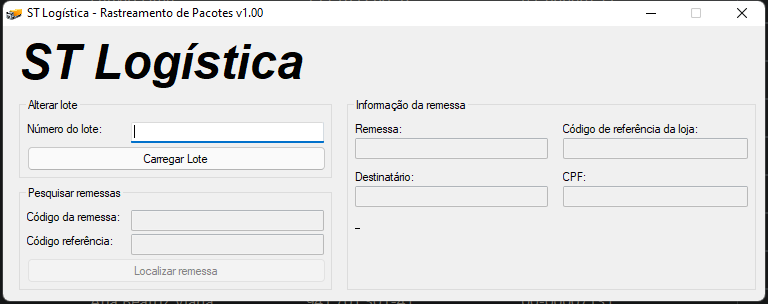 ST Logística - Rastreamento de Pacotes v1.00
ST Logística
Alterar lote
Número do lote:
Carregar Lote
Pesquisar remessas
Código da remessa:
Código referência:
Localizar remessa
Informação da remessa
Remessa:
Código de referência da loja:
Destinatário:
CPF:
_